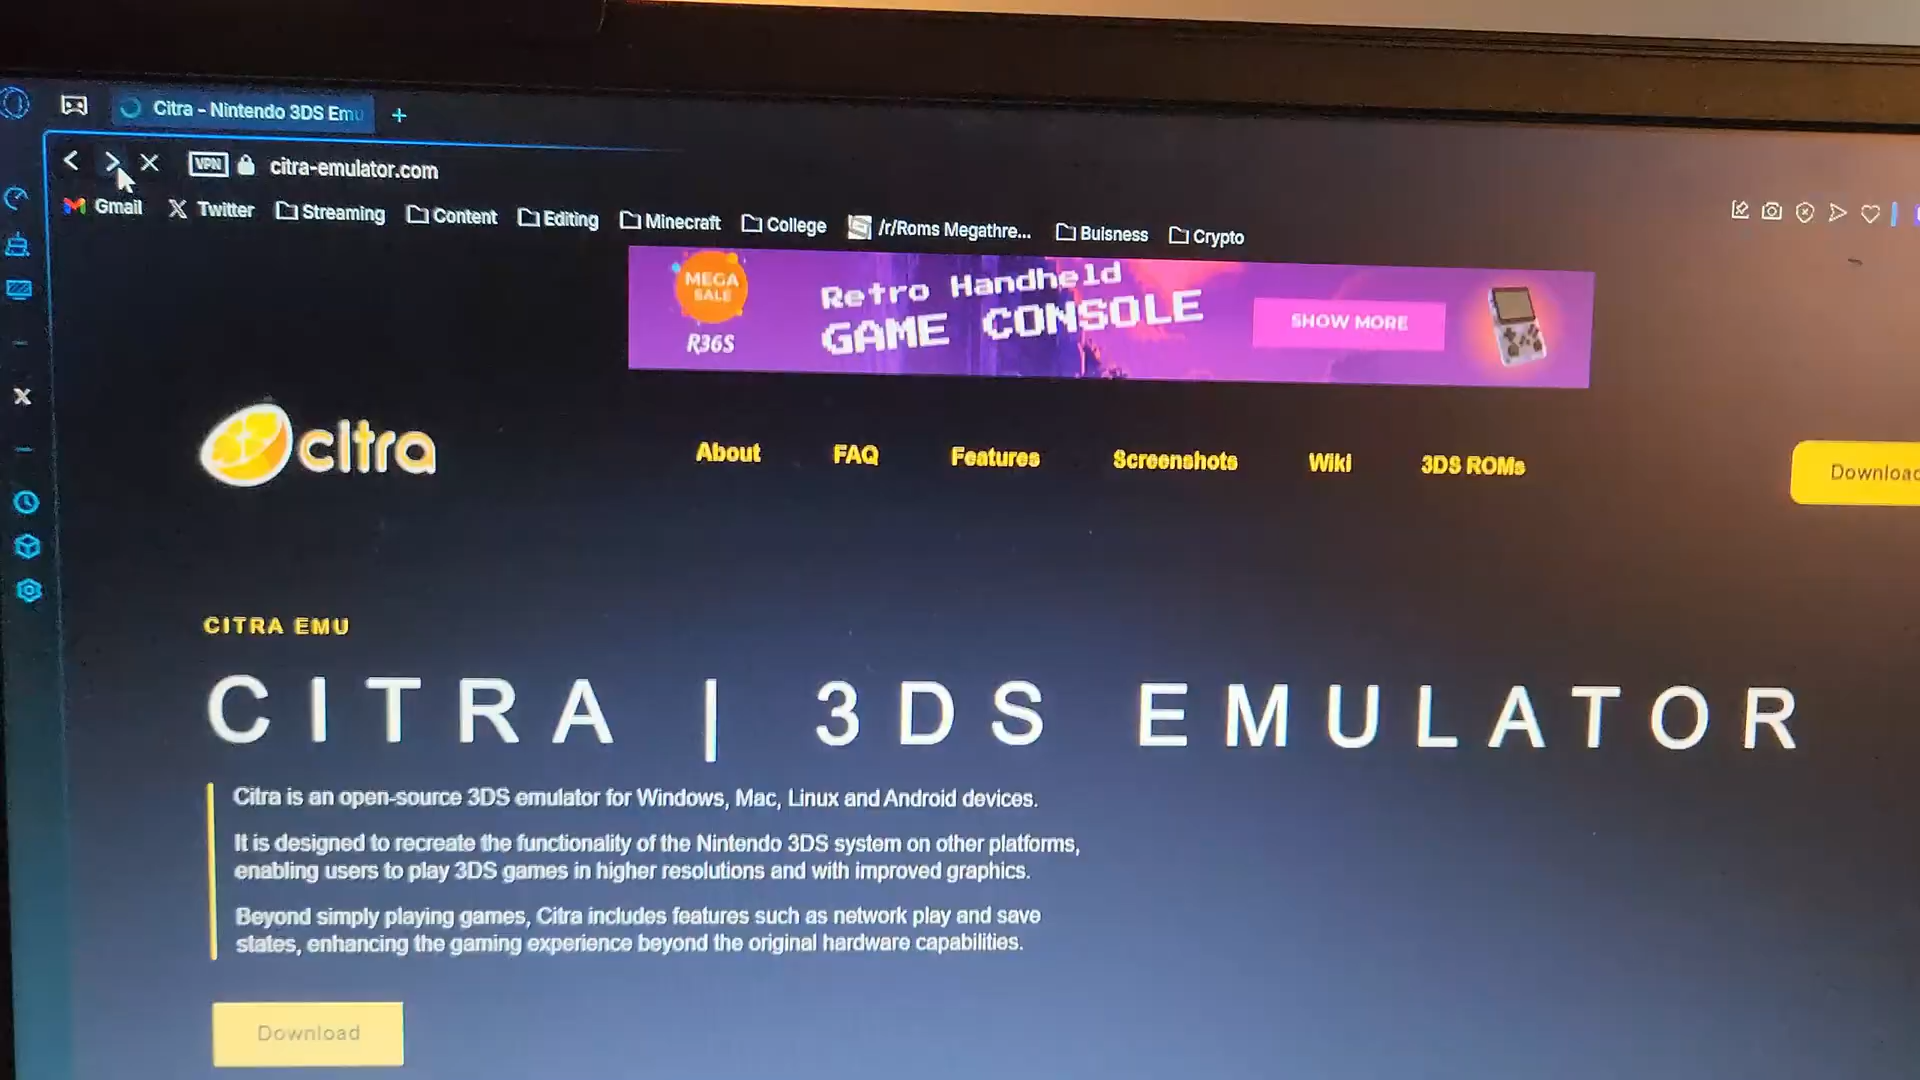 Citra - Nintendo 3DS Emu
VPN citra-emulator.com
Gmail Twitter Streaming Content Editing Minecraft College /r/Roms Megathre... Buisness Crypto
MEGA
SALE
R36S
Retro Handheld
GAME CONSOLE
SHOW MORE
citra
About FAQ Features Screenshots Wiki 3DS ROMs
Download
CITRA EMU
CITRA | 3DS EMULATOR
Citra is an open-source 3DS emulator for Windows, Mac, Linux and Android devices.
It is designed to recreate the functionality of the Nintendo 3DS system on other platforms,
enabling users to play 3DS games in higher resolutions and with improved graphics.
Beyond simply playing games, Citra includes features such as network play and save
states, enhancing the gaming experience beyond the original hardware capabilities.
Download